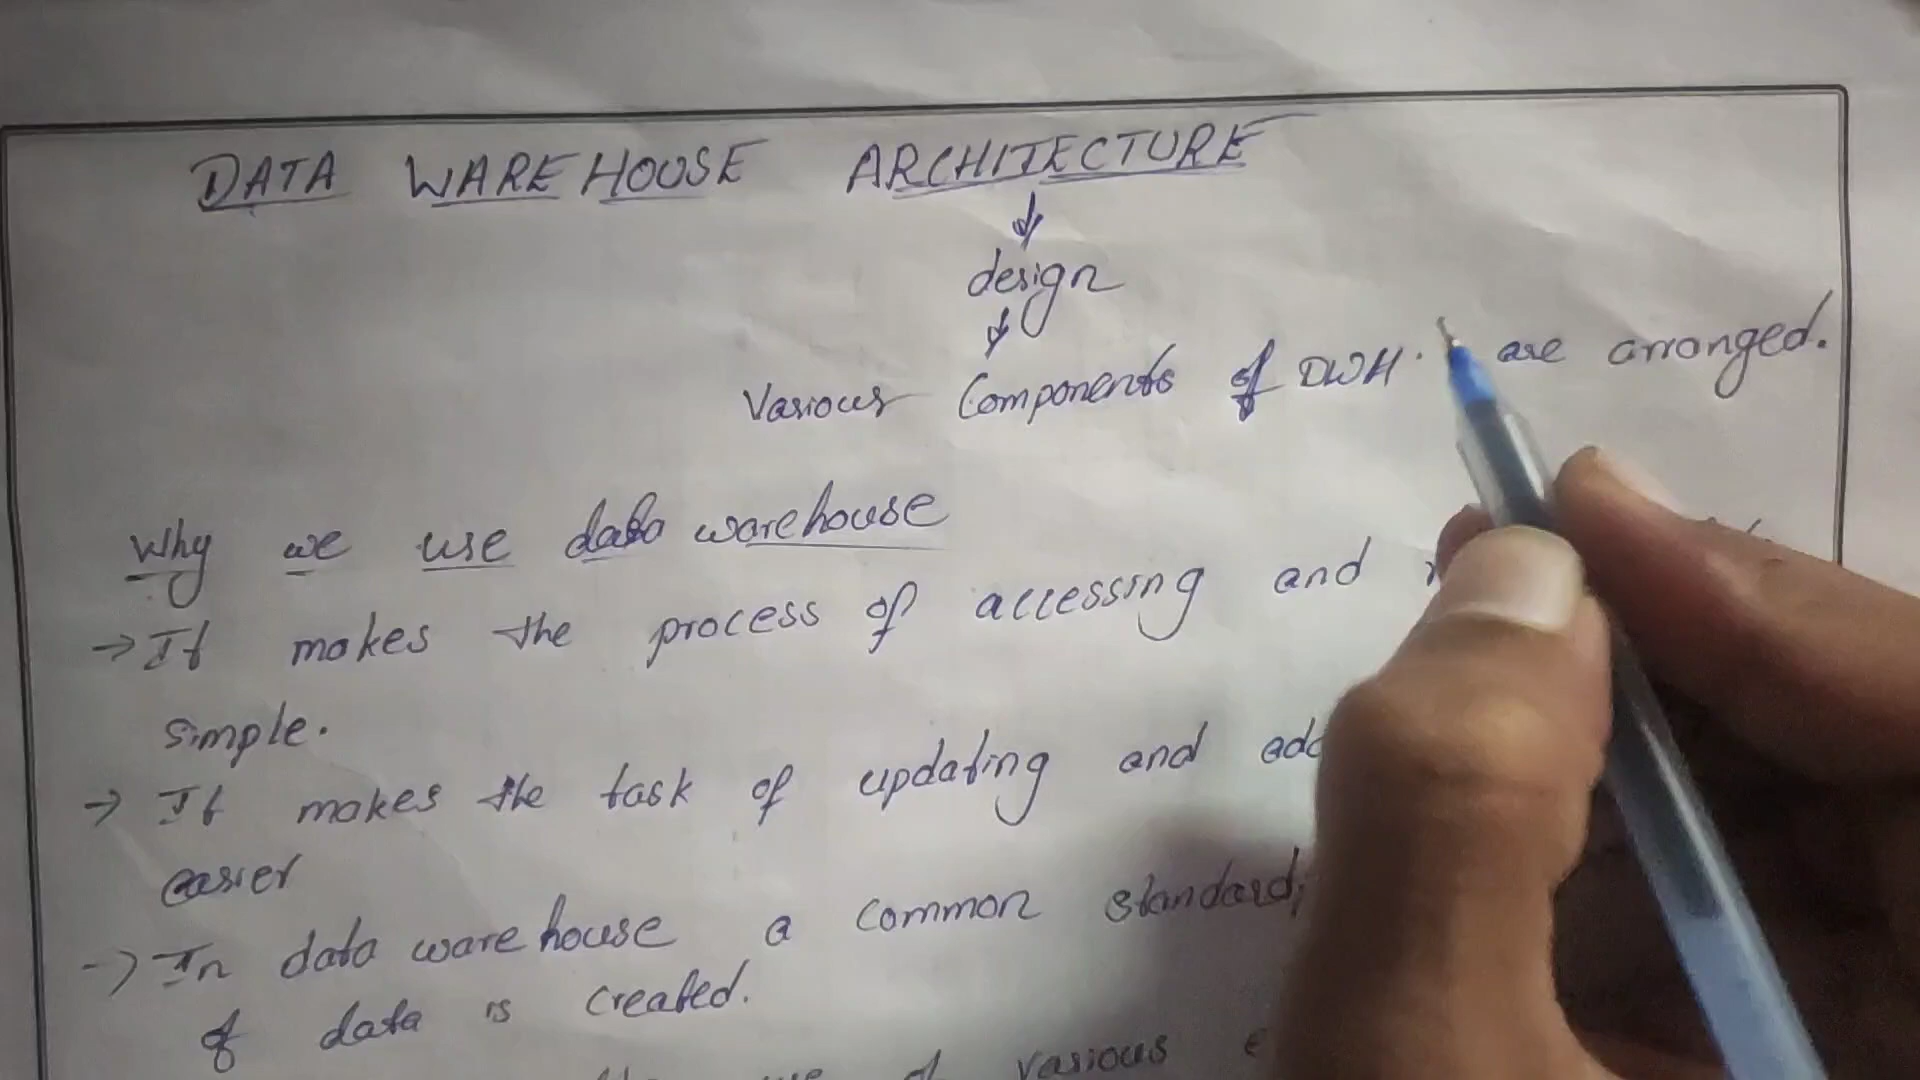 DATA WAREHOUSE ARCHITECTURE
design
Various Components of DWH. are arranged.
Why we use data warehouse
→ It makes the process of accessing and
simple.
→ It makes the task of updating and
easier
→ In data warehouse a common standard,
of data is created.
use of various